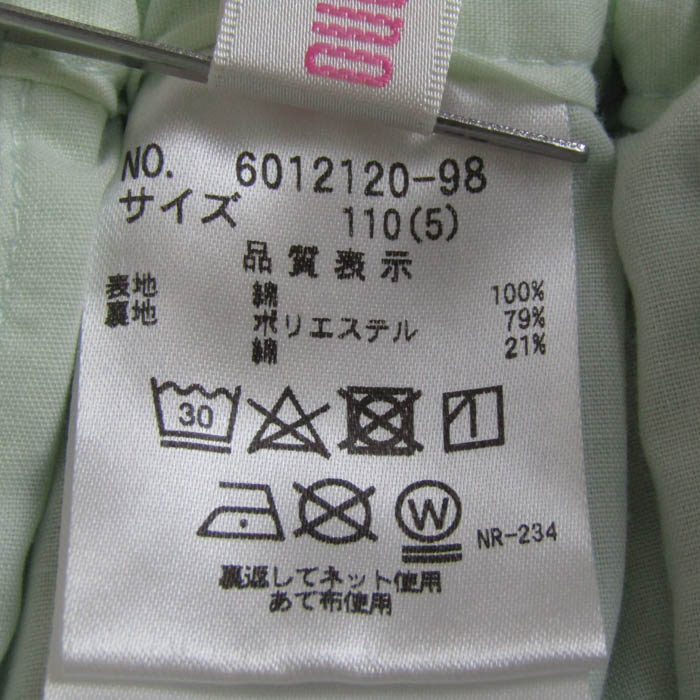 NO. 6012120-98
サイズ 110(5)
品質表示
表地 綿 100%
裏地 ポリエステル 79%
綿 21%
30
W
NR-234
裏返してネット使用
あて布使用